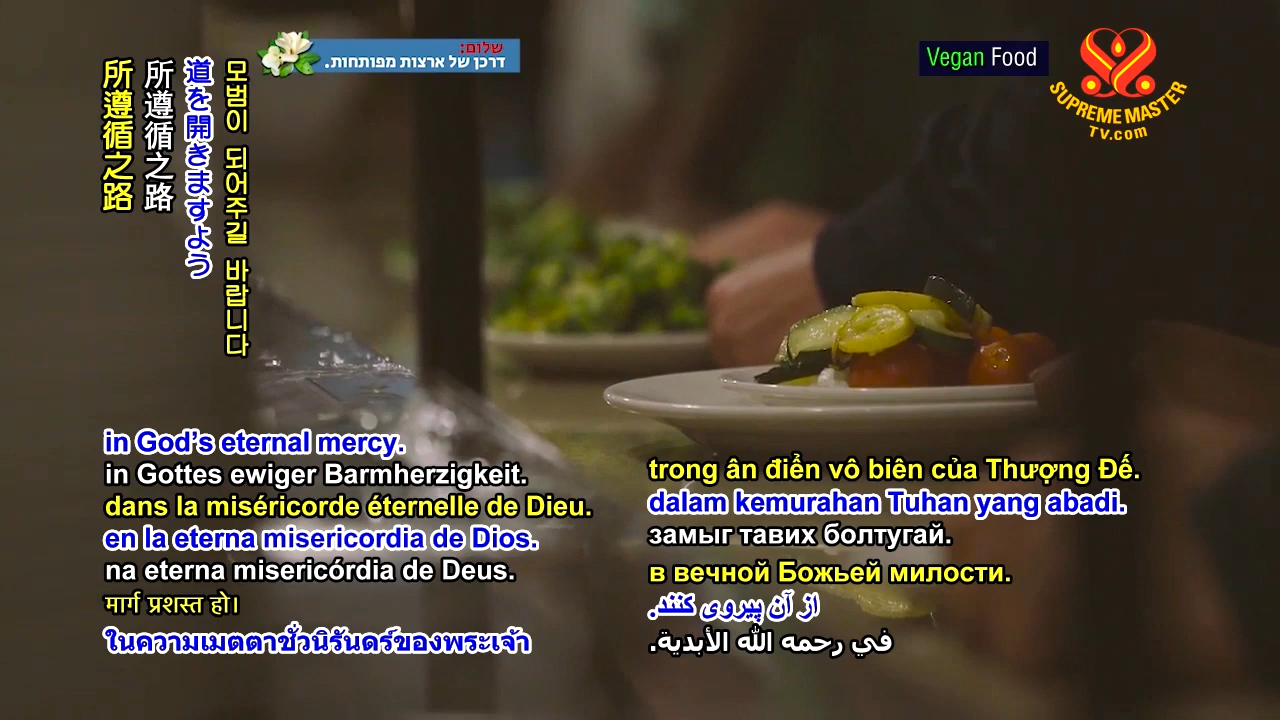 שלום:
דרכן של ארצות מפותחות.
Vegan Food
SUPREME MASTER
TV.com
所遵循之路
所遵循之路
道を開きますよう
모범이 되어주길 바랍니다
in God's eternal mercy.
in Gottes ewiger Barmherzigkeit.
dans la miséricorde éternelle de Dieu.
en la eterna misericordia de Dios.
na eterna misericórdia de Deus.
मार्ग प्रशस्त हो।
ในความเมตตาชั่วนิรันดร์ของพระเจ้า
trong ân điển vô biên của Thượng Đế.
dalam kemurahan Tuhan yang abadi.
замыг тавих болтугай.
в вечной Божьей милости.
از آن پیروی کنند.
في رحمه الله الأبدية.